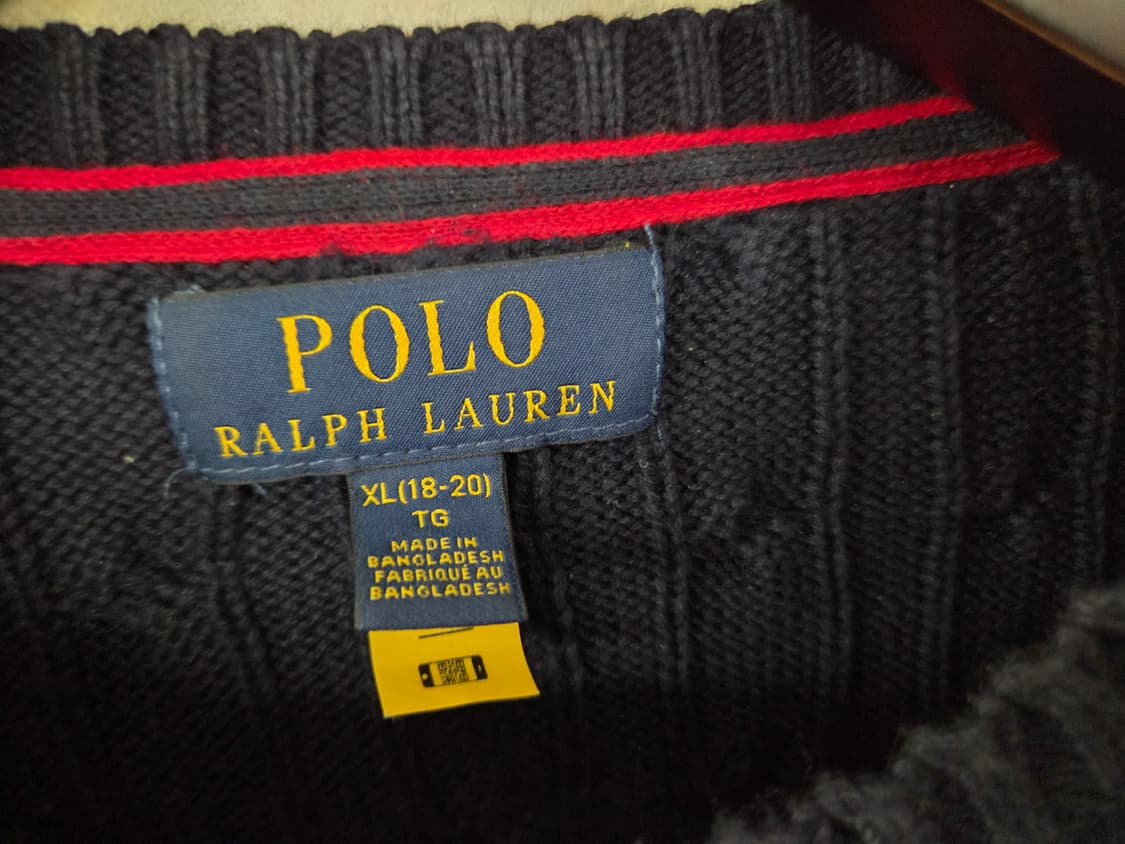 POLO
RALPH LAUREN
XL(18-20)
TG
MADE IN
BANGLADESH
FABRIQUÉ AU
BANGLADESH